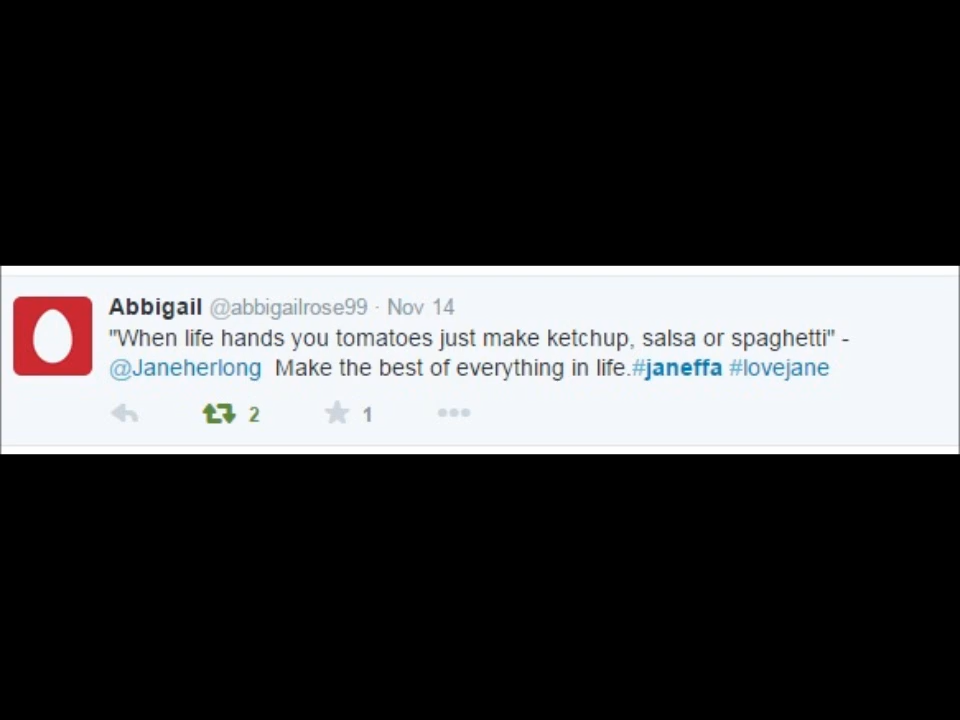 Abbigail @abbigailrose99 · Nov 14
"When life hands you tomatoes just make ketchup, salsa or spaghetti" -
@Janeherlong  Make the best of everything in life.#janeffa #lovejane
2 1